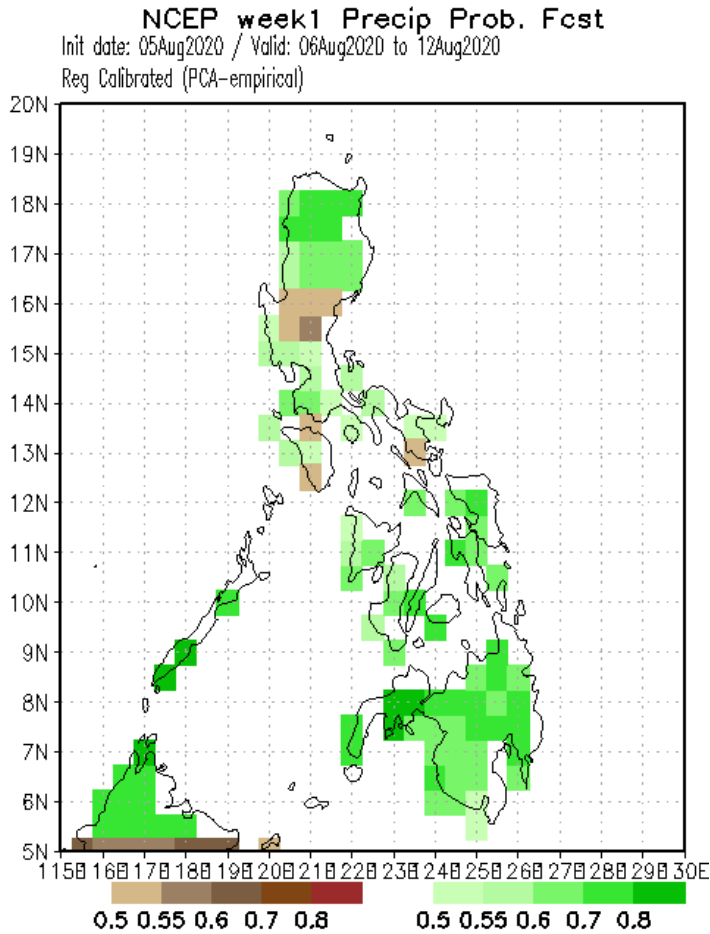 NCEP week1 Precip Prob. Fcst
Init date: 05Aug2020 / Valid: 06Aug2020 to 12Aug2020
Reg Calibrated (PCA-empirical)
20N
19N
18N
17N
16N
15N
14N
13N
12N
11N
10N
9N
8N
7N
6N
5N
115E 116E 117E 118E 119E 120E 121E 122E 123E 124E 125E 126E 127E 128E 129E 130E
0.5 0.55 0.6 0.7 0.8 0.5 0.55 0.6 0.7 0.8